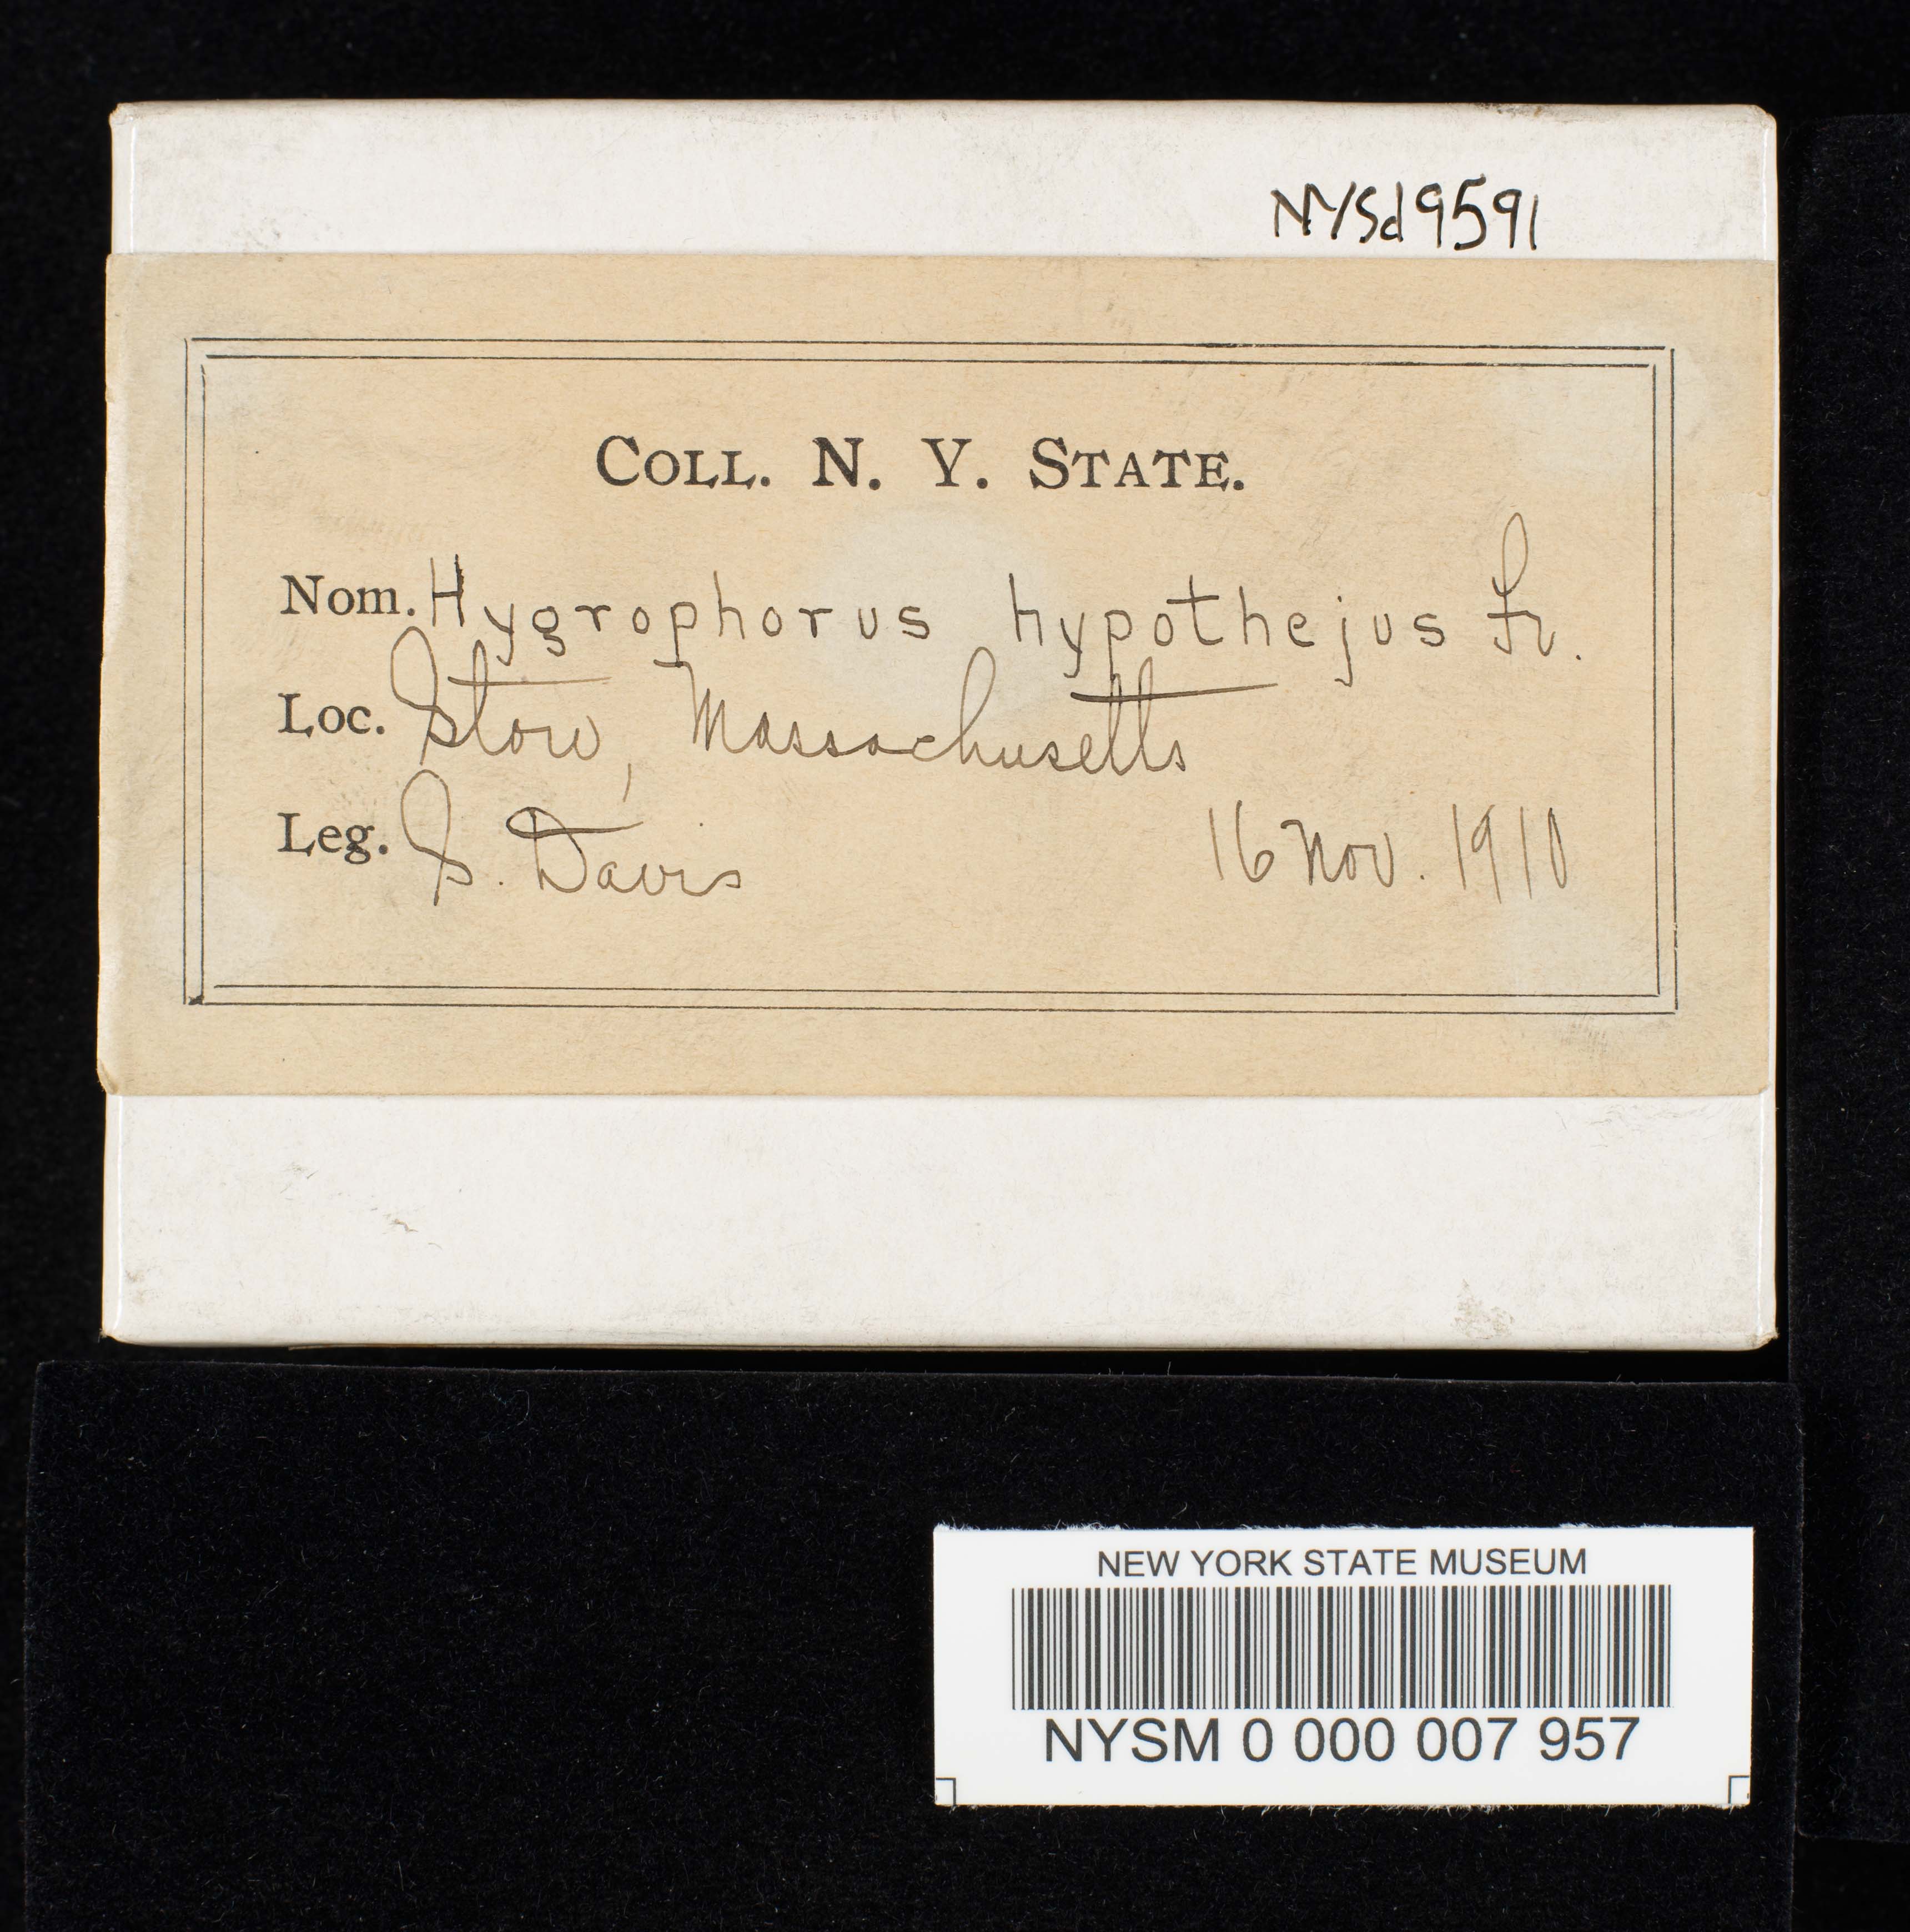 NYSd9591
COLL. N. Y. STATE.
Nom. Hygrophorus hypothejus Fr.
Loc. Stow, Massachusetts
Leg. S. Davis 16 Nov. 1910
NEW YORK STATE MUSEUM
NYSM 0 000 007 957